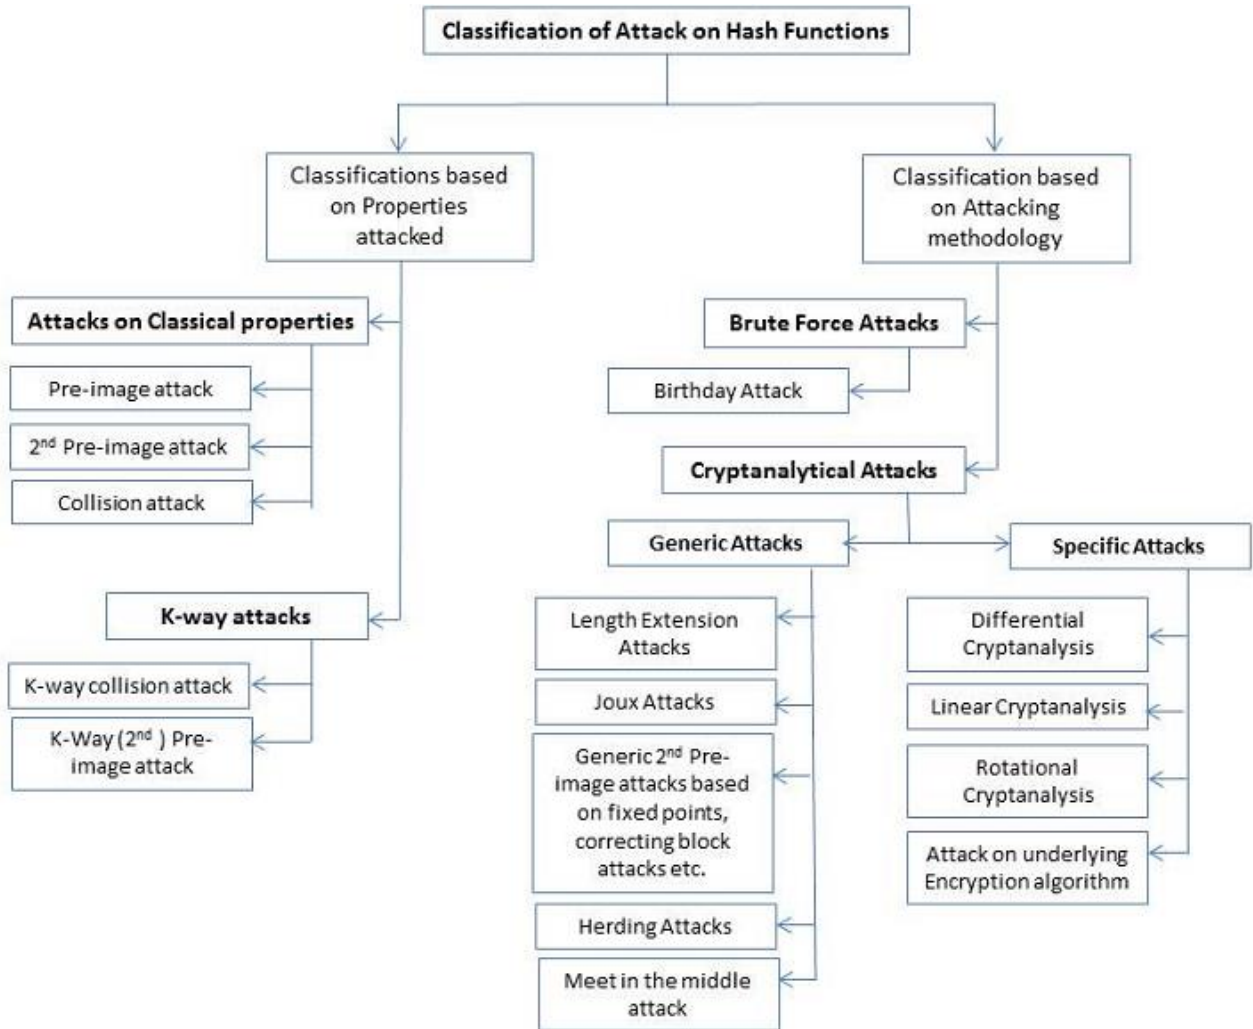 Classification of Attack on Hash Functions
Classifications based
on Properties
attacked
Classification based
on Attacking
methodology
Attacks on Classical properties
Pre-image attack
2nd Pre-image attack
Collision attack
K-way attacks
K-way collision attack
K-Way (2nd ) Pre-
image attack
Brute Force Attacks
Birthday Attack
Cryptanalytical Attacks
Generic Attacks
Length Extension
Attacks
Joux Attacks
Generic 2nd Pre-
image attacks based
on fixed points,
correcting block
attacks etc.
Herding Attacks
Meet in the middle
attack
Specific Attacks
Differential
Cryptanalysis
Linear Cryptanalysis
Rotational
Cryptanalysis
Attack on underlying
Encryption algorithm